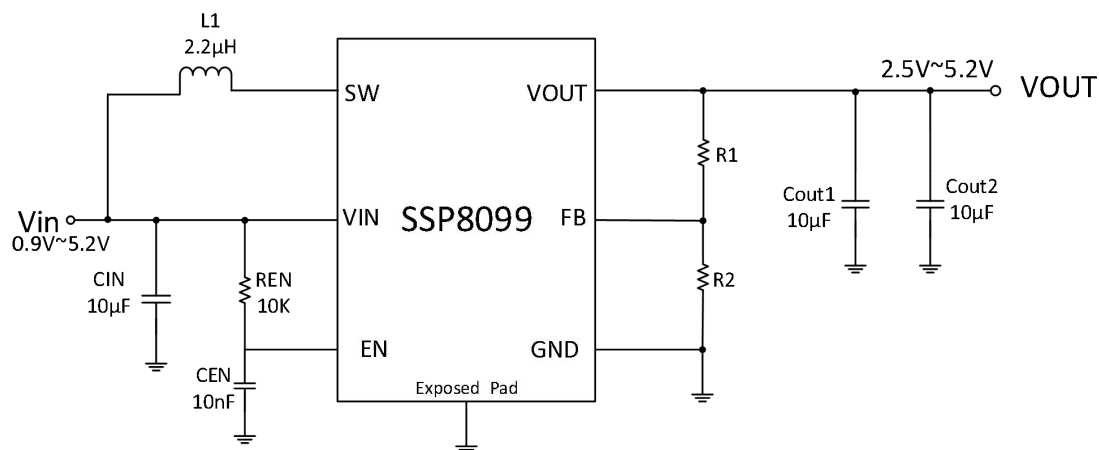 L1
2.2μH
SW
VOUT
2.5V~5.2V
VOUT
R1
Cout1
10μF
Cout2
10μF
Vin
0.9V~5.2V
VIN
SSP8099
FB
CIN
10μF
REN
10K
R2
EN
GND
CEN
10nF
Exposed Pad